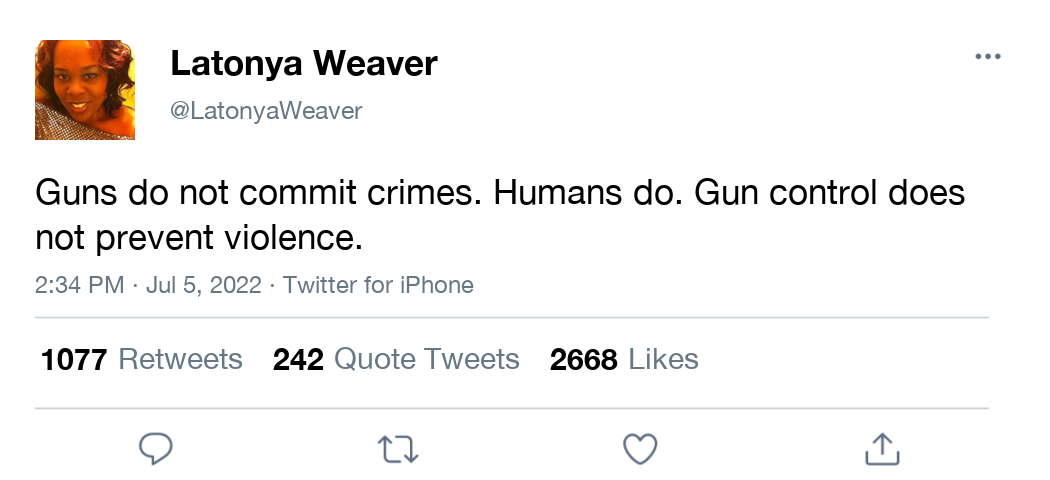 Latonya Weaver
@LatonyaWeaver
Guns do not commit crimes. Humans do. Gun control does
not prevent violence.
2:34 PM · Jul 5, 2022 · Twitter for iPhone
1077 Retweets 242 Quote Tweets 2668 Likes